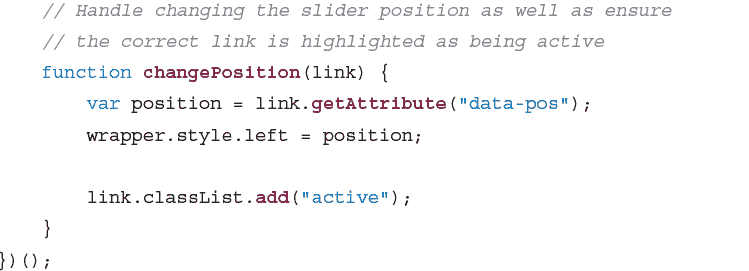 // Handle changing the slider position as well as ensure
// the correct link is highlighted as being active
function changePosition(link) {
var position = link.getAttribute("data-pos");
wrapper.style.left = position;
link.classList.add("active");
}
})();